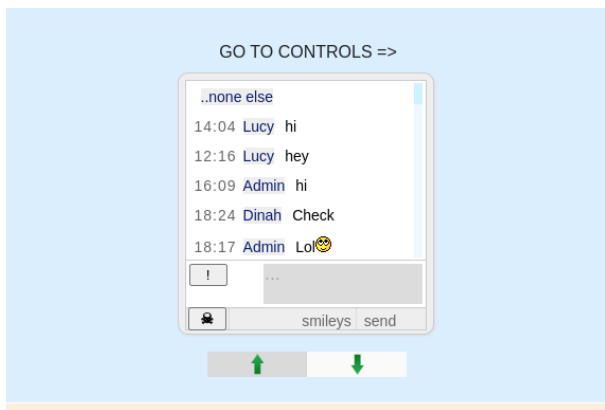 GO TO CONTROLS =>
..none else
14:04 Lucy hi
12:16 Lucy hey
16:09 Admin hi
18:24 Dinah Check
18:17 Admin Lol
! ...
smileys send